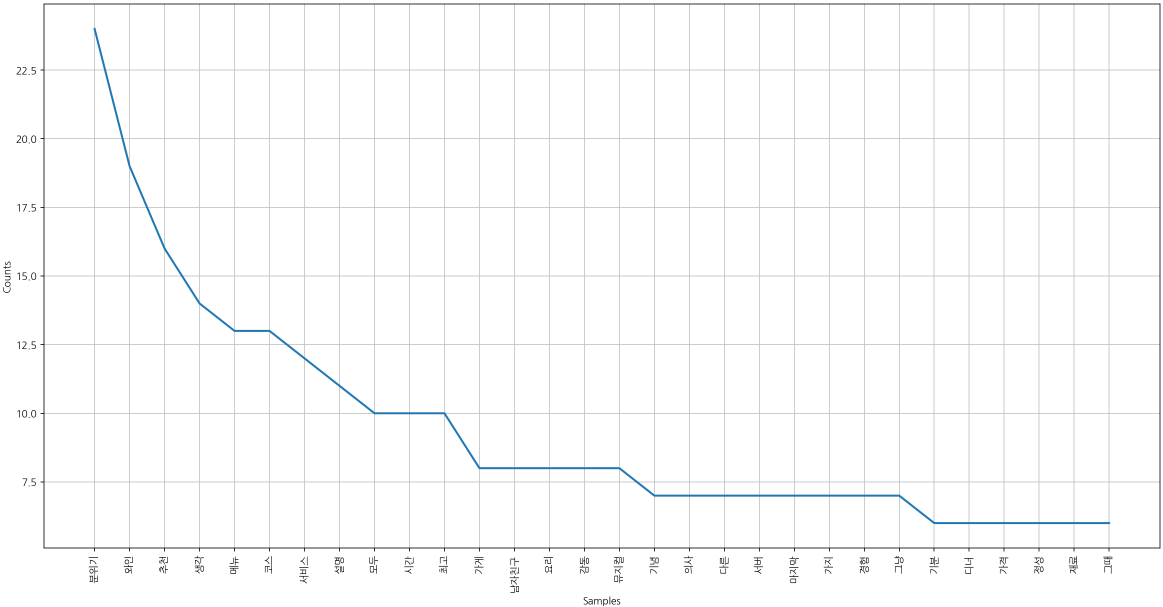 22.5
20.0
17.5
15.0
12.5
10.0
7.5
Counts
분위기
와인
추천
생각
메뉴
코스
서비스
설명
모두
시간
최고
가게
남자친구
요리
감동
뮤지컬
기념
의사
다른
서버
마지막
가지
경험
그냥
기분
디너
가격
정성
재료
그때
Samples